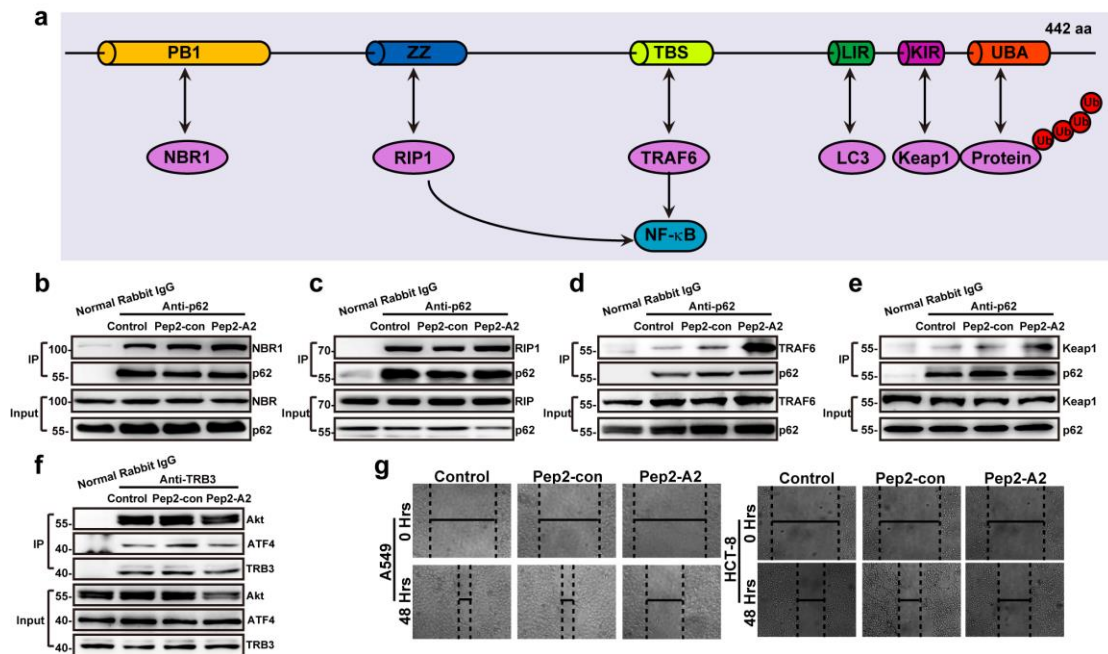 a
442 aa
PB1 ZZ TBS LIR KIR UBA
Ub Ub Ub Ub
NBR1 RIP1 TRAF6 LC3 Keap1 Protein
NF-κB
b
Normal Rabbit IgG
Anti-p62
Control Pep2-con Pep2-A2
IP
100- NBR1
55- p62
Input
100- NBR
55- p62
c
Normal Rabbit IgG
Anti-p62
Control Pep2-con Pep2-A2
IP
70- RIP1
55- p62
Input
70- RIP
55- p62
d
Normal Rabbit IgG
Anti-p62
Control Pep2-con Pep2-A2
IP
55- TRAF6
55- p62
Input
55- TRAF6
55- p62
e
Normal Rabbit IgG
Anti-p62
Control Pep2-con Pep2-A2
IP
55- Keap1
55- p62
Input
55- Keap1
55- p62
f
Normal Rabbit IgG
Anti-TRB3
Control Pep2-con Pep2-A2
IP
55- Akt
40- ATF4
40- TRB3
Input
55- Akt
40- ATF4
40- TRB3
g
Control Pep2-con Pep2-A2
A549
0 Hrs
48 Hrs
Control Pep2-con Pep2-A2
HCT-8
0 Hrs
48 Hrs